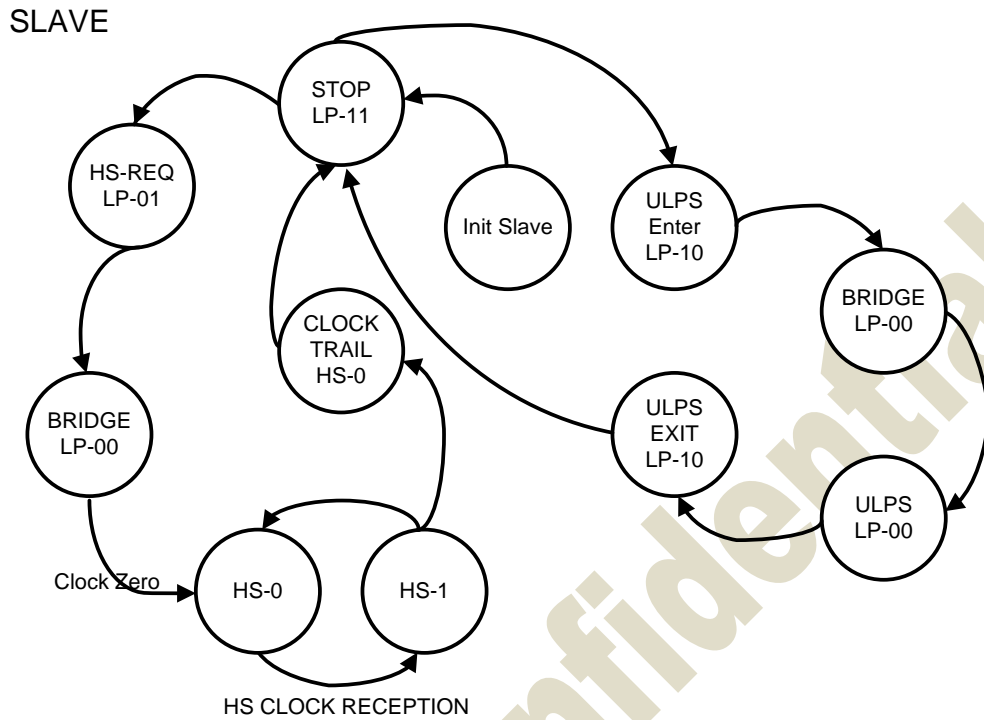 SLAVE
STOP
LP-11
HS-REQ
LP-01
Init Slave
ULPS
Enter
LP-10
BRIDGE
LP-00
CLOCK
TRAIL
HS-0
BRIDGE
LP-00
ULPS
EXIT
LP-10
ULPS
LP-00
Clock Zero
HS-0
HS-1
HS CLOCK RECEPTION
nfidential